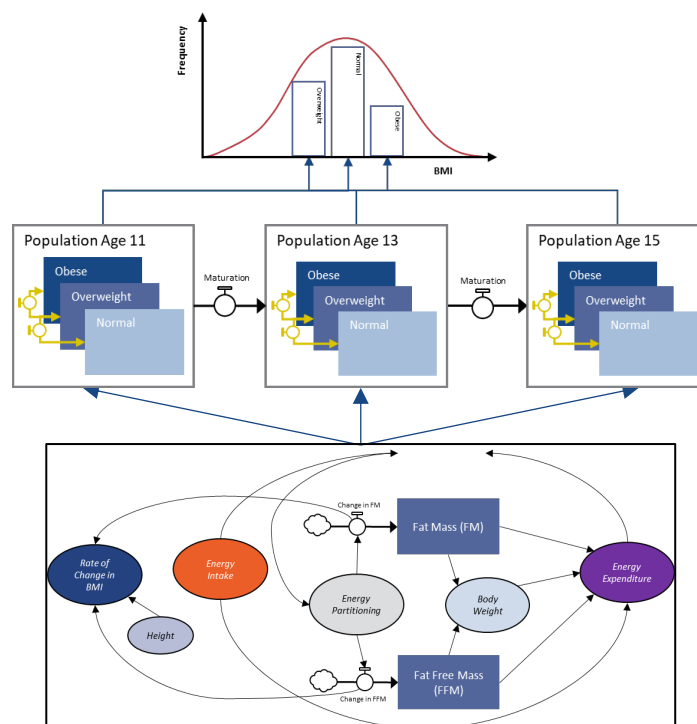 Frequency
Overweight
Normal
Obese
BMI
Population Age 11
Obese
Overweight
Normal
Maturation
Population Age 13
Obese
Overweight
Normal
Maturation
Population Age 15
Obese
Overweight
Normal
Change in FM
Fat Mass (FM)
Rate of
Change in
BMI
Energy
Intake
Energy
Partitioning
Body
Weight
Energy
Expenditure
Height
Change in FFM
Fat Free Mass
(FFM)